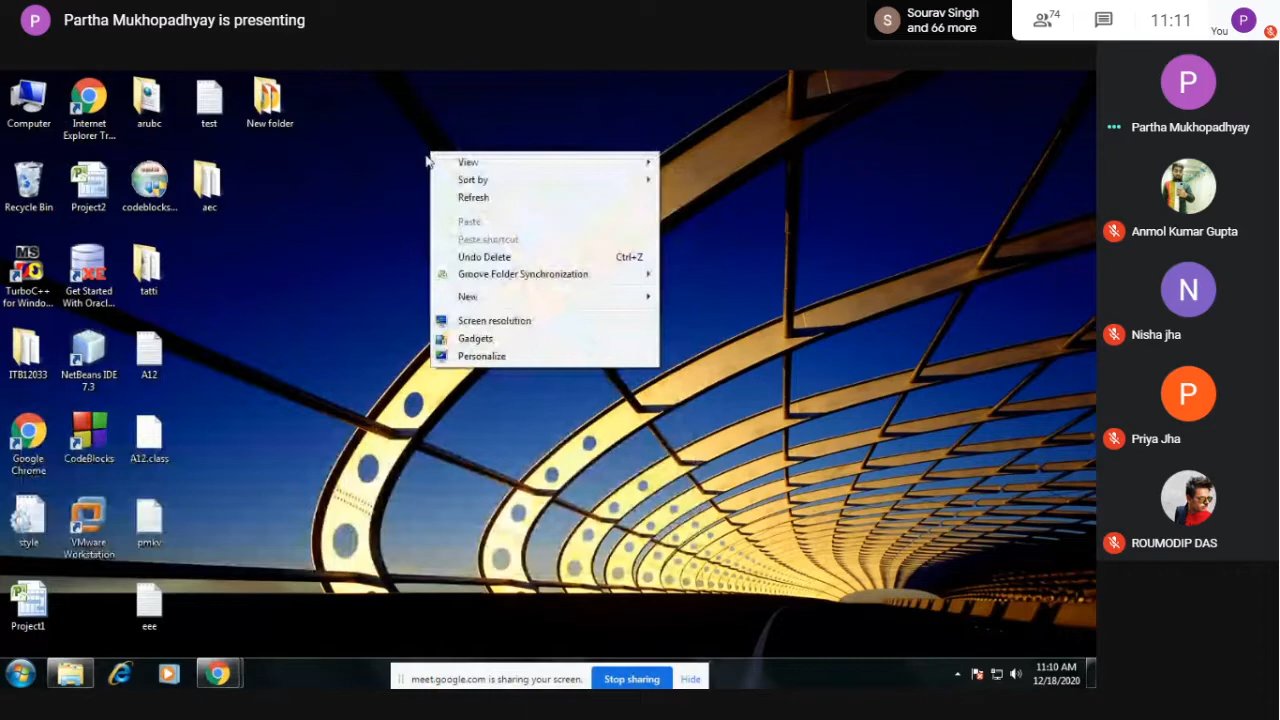 P
Partha Mukhopadhyay is presenting
S
Sourav Singh
and 66 more
74
11:11
You
P
Computer
Internet
Explorer Tr...
arubc
test
New folder
Recycle Bin
Project2
codeblocks...
aec
MS
TurboC++
for Windo...
XE
Get Started
With Oracl...
tatti
ITB12033
NetBeans IDE
7.3
A12
Google
Chrome
CodeBlocks
A12.class
style
VMware
Workstation
pmkv
Project1
eee
View
Sort by
Refresh
Paste
Paste shortcut
Undo Delete Ctrl+Z
Groove Folder Synchronization
New
Screen resolution
Gadgets
Personalize
P
Partha Mukhopadhyay
Anmol Kumar Gupta
N
Nisha jha
P
Priya Jha
ROUMODIP DAS
meet.google.com is sharing your screen.
Stop sharing
Hide
11:10 AM
12/18/2020